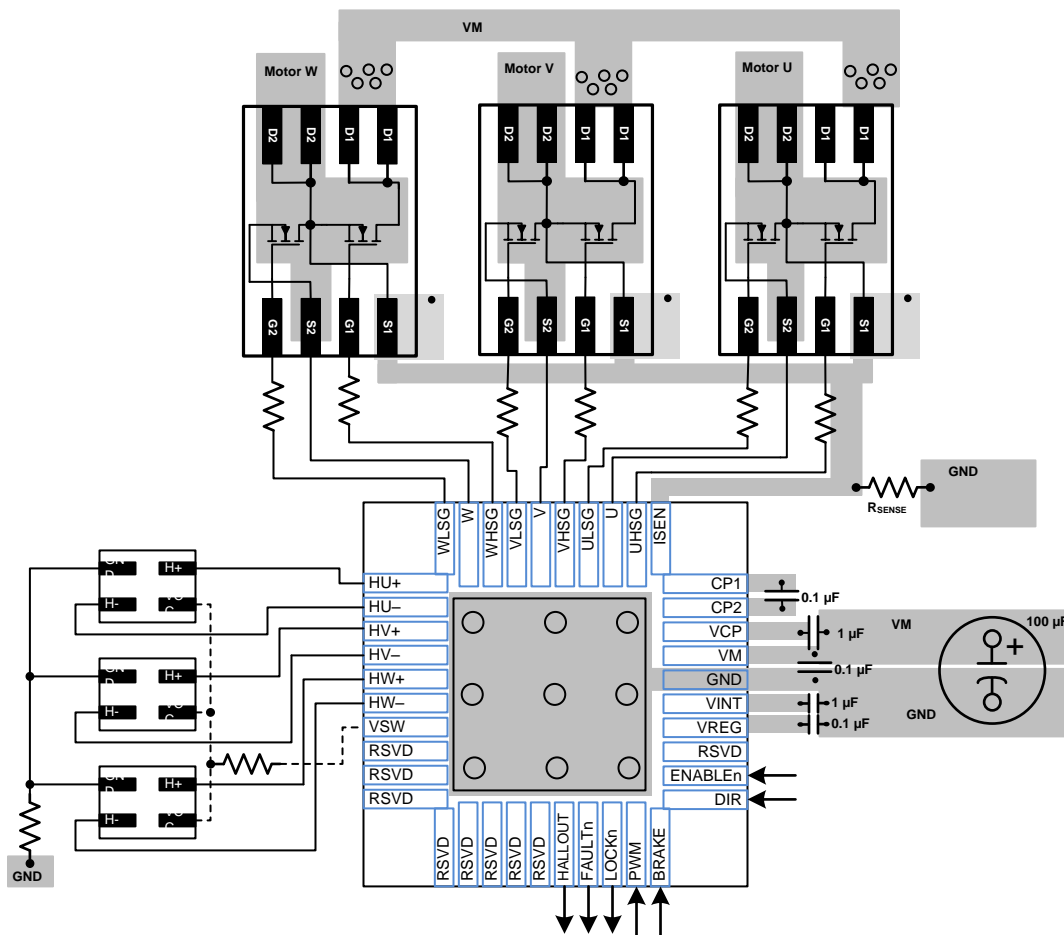 VM
Motor W
Motor V
Motor U
D2 D2 D1 D1
D2 D2 D1 D1
D2 D2 D1 D1
G2 S2 G1 S1
G2 S2 G1 S1
G2 S2 G1 S1
GND
RSENSE
WLSG
W
WHSG
VLSG
V
VHSG
ULSG
U
UHSG
ISEN
HU+
HU–
HV+
HV–
HW+
HW–
VSW
RSVD
RSVD
RSVD
CP1
CP2
VCP
VM
GND
VINT
VREG
RSVD
ENABLEn
DIR
0.1 µF
1 µF
VM
100 µF
0.1 µF
1 µF
GND
0.1 µF
H+
H-
H+
H-
H+
H-
GND
RSVD
RSVD
RSVD
RSVD
RSVD
HALLOUT
FAULTn
LOCKn
PWM
BRAKE